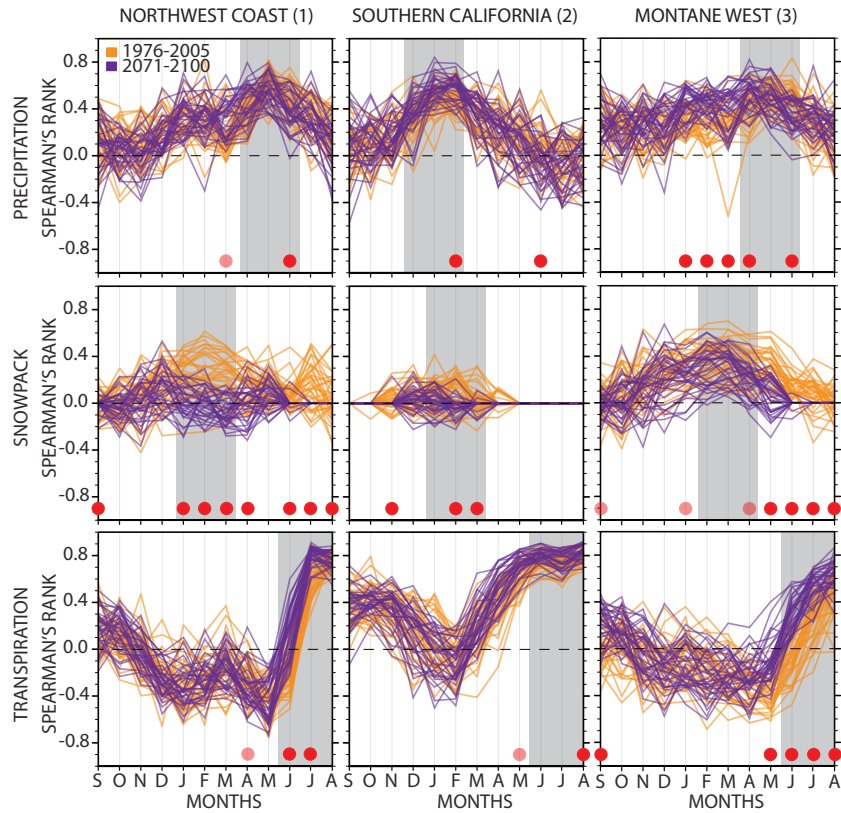 NORTHWEST COAST (1) SOUTHERN CALIFORNIA (2) MONTANE WEST (3)
1976-2005
2071-2100
PRECIPITATION
SPEARMAN'S RANK
0.8
0.4
0.0
-0.4
-0.8
SNOWPACK
SPEARMAN'S RANK
0.8
0.4
0.0
-0.4
-0.8
TRANSPIRATION
SPEARMAN'S RANK
0.8
0.4
0.0
-0.4
-0.8
S O N D J F M A M J J A S O N D J F M A M J J A S O N D J F M A M J J A
MONTHS MONTHS MONTHS